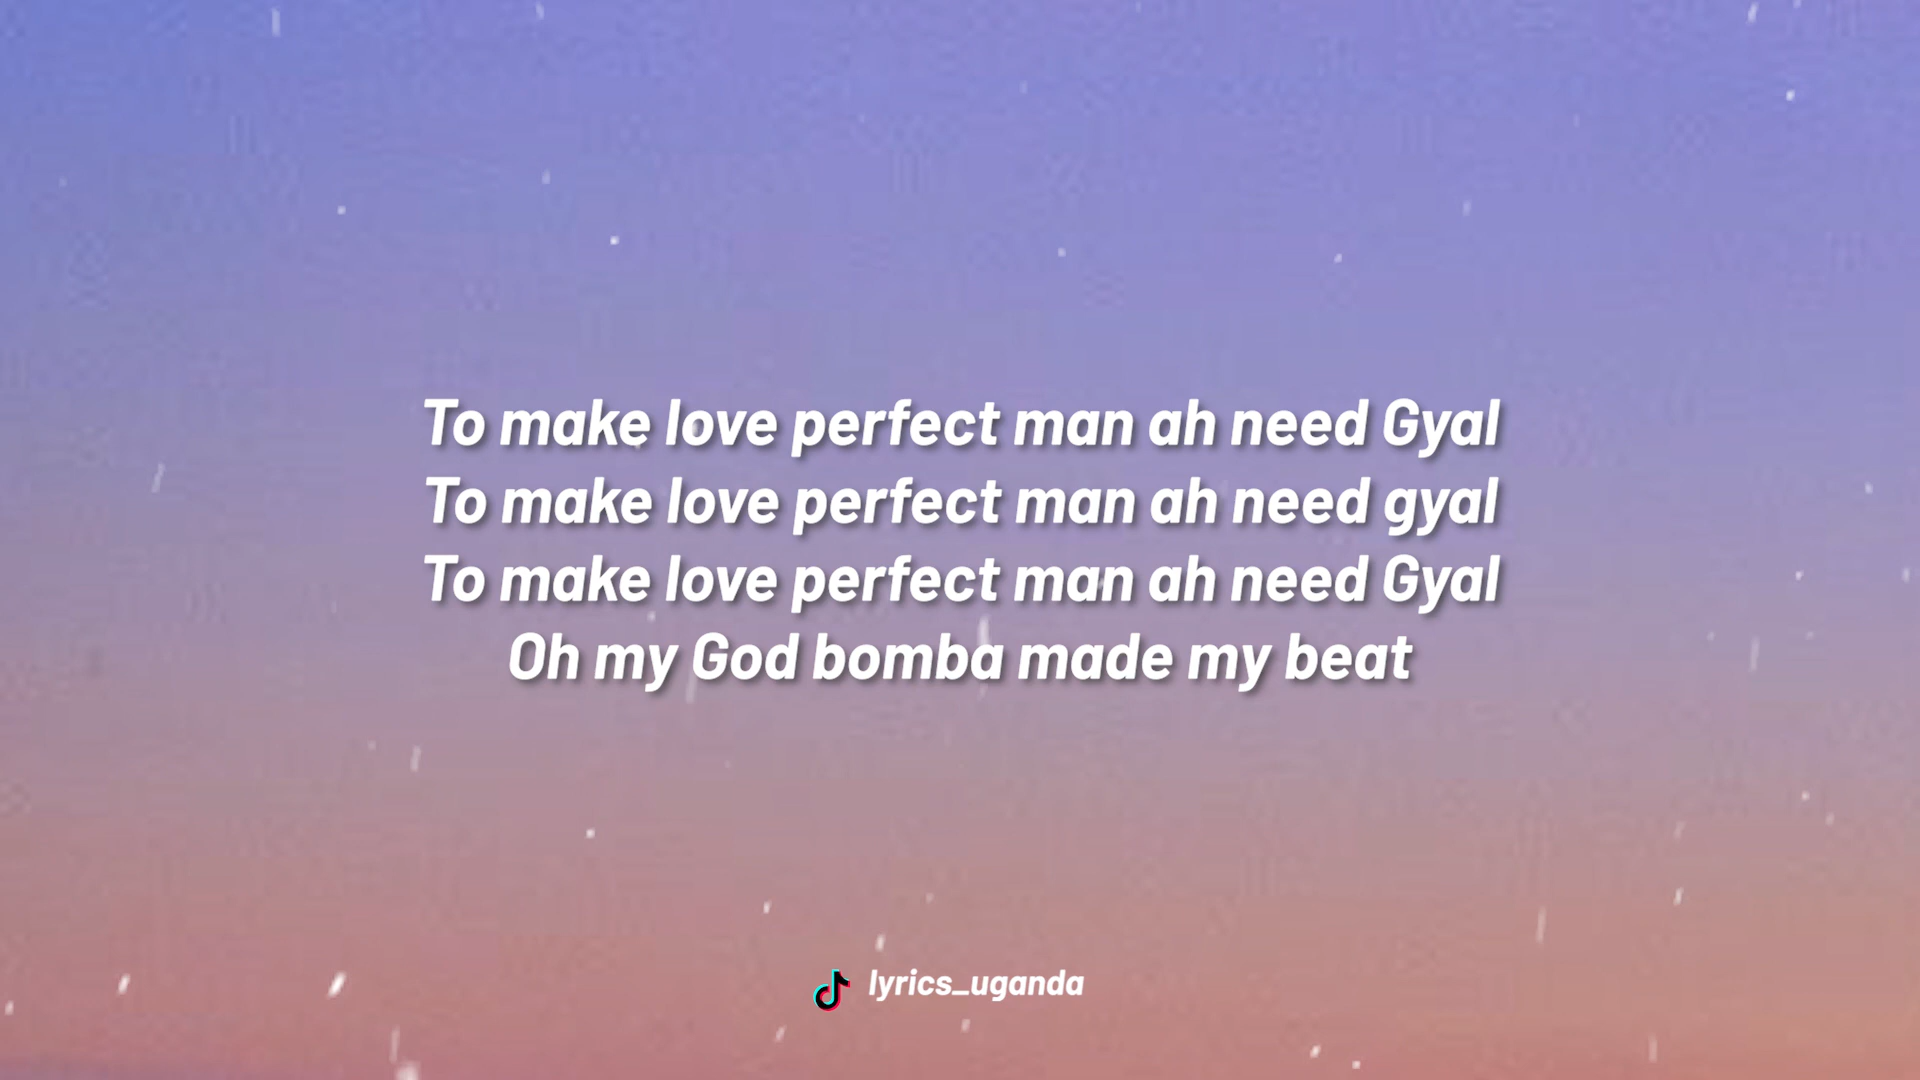 To make love perfect man ah need Gyal
To make love perfect man ah need gyal
To make love perfect man ah need Gyal
Oh my God bomba made my beat
lyrics_uganda